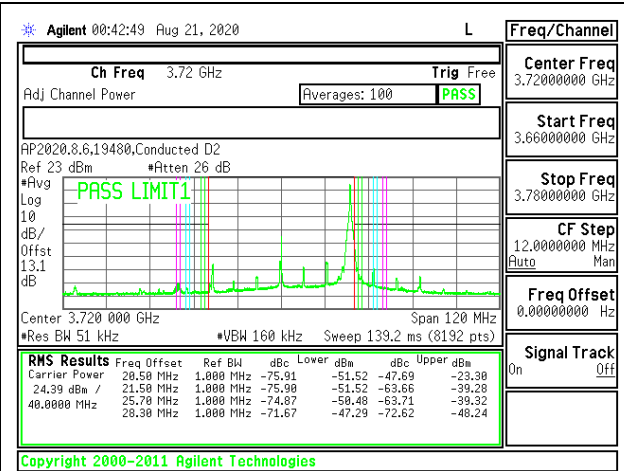 Agilent 00:42:49 Aug 21, 2020 L
Ch Freq 3.72 GHz Trig Free
Adj Channel Power Averages: 100 PASS
AP2020.8.6,19480,Conducted D2
Ref 23 dBm #Atten 26 dB
#Avg
Log
10
dB/
Offst
13.1
dB
PASS LIMIT1
Center 3.720 000 GHz Span 120 MHz
#Res BW 51 kHz #VBW 160 kHz Sweep 139.2 ms (8192 pts)
RMS Results Freq Offset Ref BW dBc Lower dBm dBc Upper dBm
Carrier Power 20.50 MHz 1.000 MHz -75.91 -51.52 -47.69 -23.30
24.39 dBm / 21.50 MHz 1.000 MHz -75.90 -51.52 -63.66 -39.28
40.0000 MHz 25.70 MHz 1.000 MHz -74.87 -50.48 -63.71 -39.32
28.30 MHz 1.000 MHz -71.67 -47.29 -72.62 -48.24
Copyright 2000-2011 Agilent Technologies
Freq/Channel
Center Freq
3.72000000 GHz
Start Freq
3.66000000 GHz
Stop Freq
3.78000000 GHz
CF Step
12.0000000 MHz
Auto Man
Freq Offset
0.00000000 Hz
Signal Track
On Off